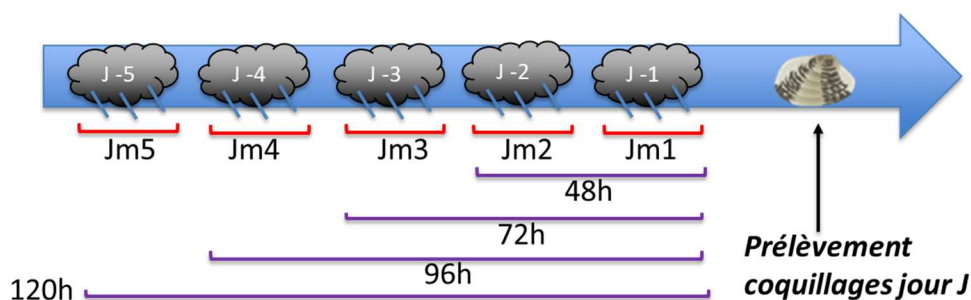 J -5
J -4
J -3
J -2
J -1
Jm5
Jm4
Jm3
Jm2
Jm1
48h
72h
96h
120h
Prélèvement
coquillages jour J